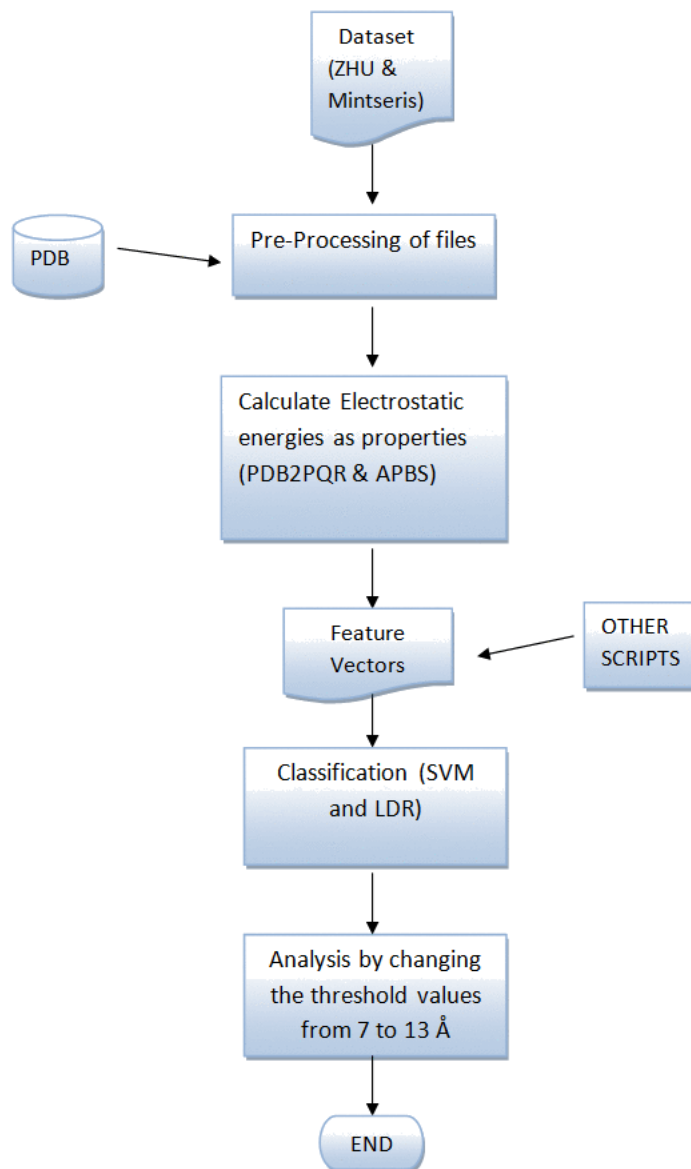 Dataset
(ZHU &
Mintseris)
PDB
Pre-Processing of files
Calculate Electrostatic
energies as properties
(PDB2PQR & APBS)
Feature
Vectors
OTHER
SCRIPTS
Classification (SVM
and LDR)
Analysis by changing
the threshold values
from 7 to 13 Å
END